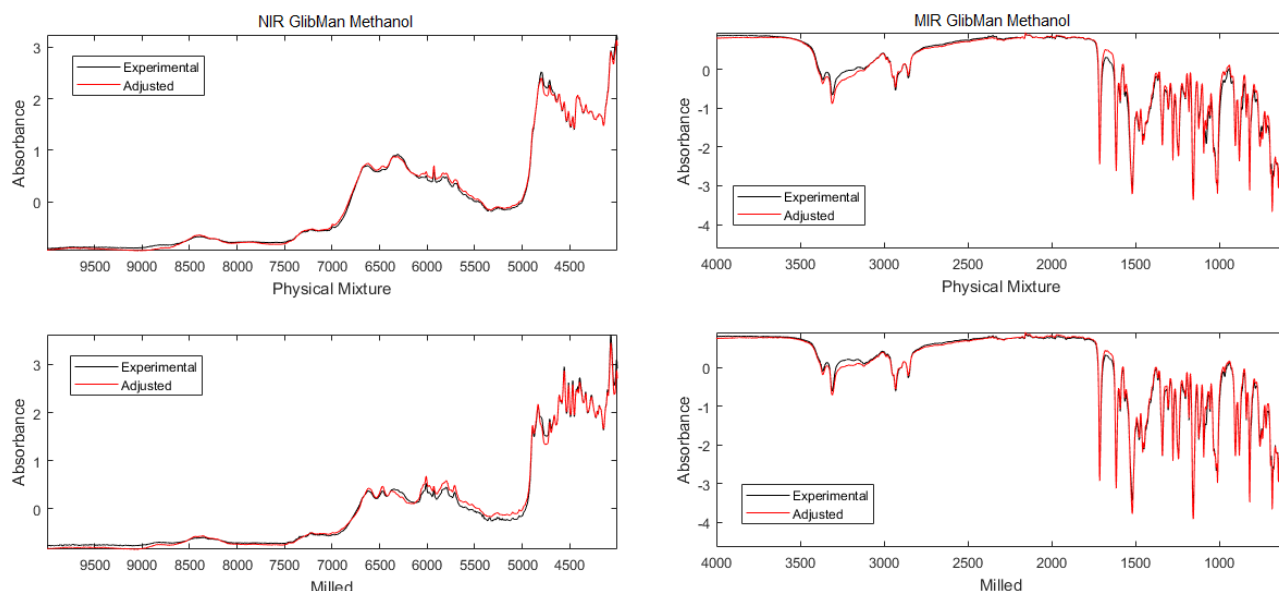 NIR GlibMan Methanol
3
2
1
0
Absorbance
Experimental
Adjusted
9500 9000 8500 8000 7500 7000 6500 6000 5500 5000 4500
Physical Mixture
MIR GlibMan Methanol
0
-1
-2
-3
-4
Absorbance
Experimental
Adjusted
4000 3500 3000 2500 2000 1500 1000
Physical Mixture
3
2
1
0
Absorbance
Experimental
Adjusted
9500 9000 8500 8000 7500 7000 6500 6000 5500 5000 4500
Milled
0
-1
-2
-3
-4
Absorbance
Experimental
Adjusted
4000 3500 3000 2500 2000 1500 1000
Milled